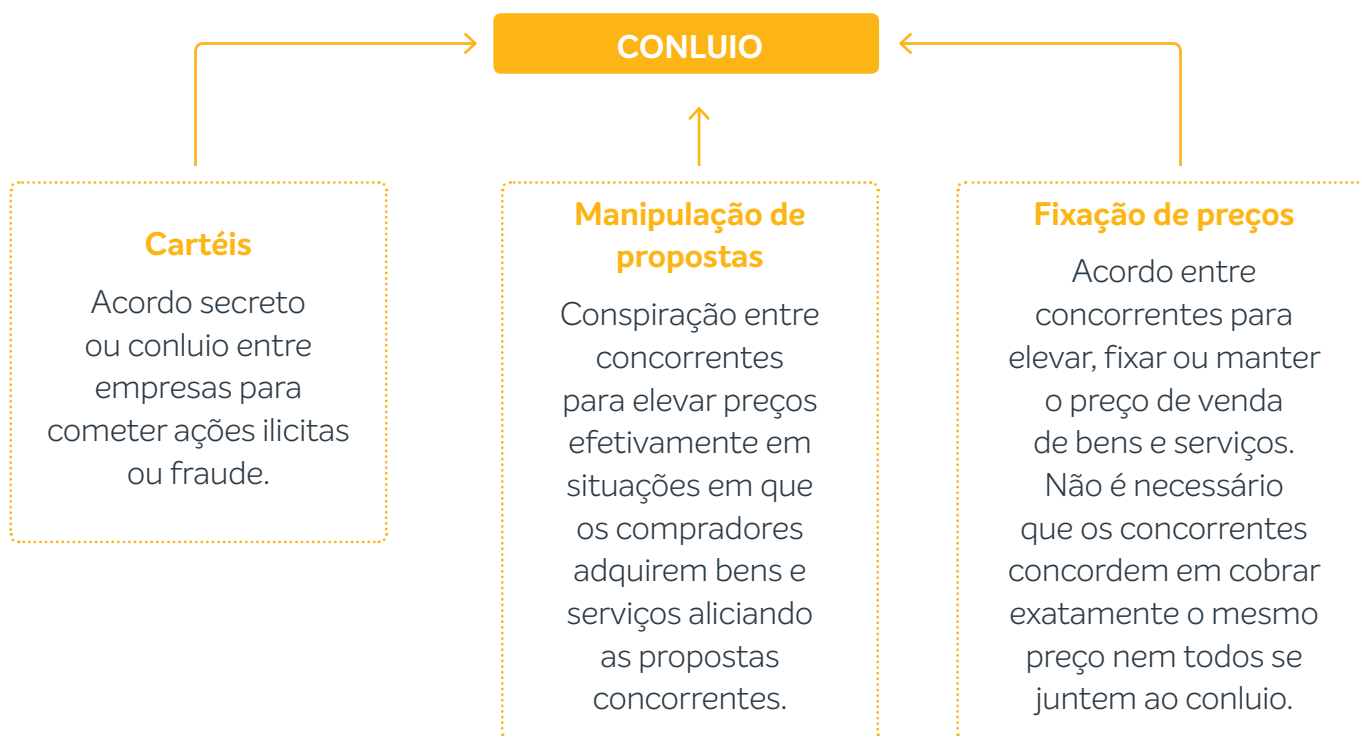 CONLUIO
Cartéis
Acordo secreto
ou conluio entre
empresas para
cometer ações ilicitas
ou fraude.
Manipulação de
propostas
Conspiração entre
concorrentes
para elevar preços
efetivamente em
situações em que
os compradores
adquirem bens e
serviços aliciando
as propostas
concorrentes.
Fixação de preços
Acordo entre
concorrentes para
elevar, fixar ou manter
o preço de venda
de bens e serviços.
Não é necessário
que os concorrentes
concordem em cobrar
exatamente o mesmo
preço nem todos se
juntem ao conluio.